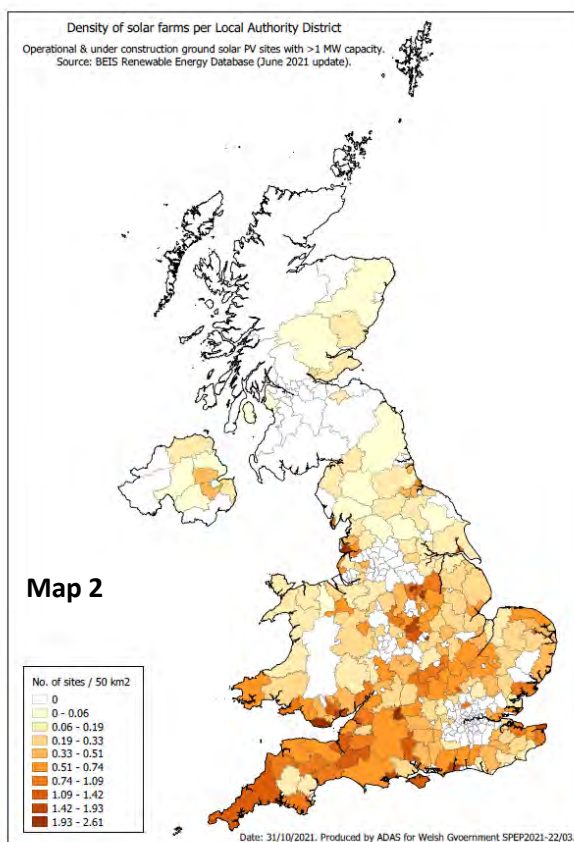 Density of solar farms per Local Authority District
Operational & under construction ground solar PV sites with >1 MW capacity.
Source: BEIS Renewable Energy Database (June 2021 update).
Map 2
No. of sites / 50 km2
0
0 - 0.06
0.06 - 0.19
0.19 - 0.33
0.33 - 0.51
0.51 - 0.74
0.74 - 1.09
1.09 - 1.42
1.42 - 1.93
1.93 - 2.61
Date: 31/10/2021. Produced by ADAS for Welsh Gvoernment SPEP2021-22/03.